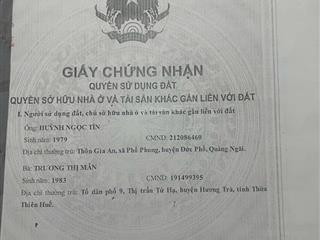 GIẤY CHỨNG NHẬN
QUYỀN SỬ DỤNG ĐẤT
QUYỀN SỞ HỮU NHÀ Ở VÀ TÀI SẢN KHÁC GẮN LIỀN VỚI ĐẤT
I. Người sử dụng đất, chủ sở hữu nhà ở và tài sản khác gắn liền với đất
Ông: HUỲNH NGỌC TÍN
Sinh năm: 1979 CMND: 212086460
Địa chỉ thường trú: Thôn Gia An, xã Phổ Phong, huyện Đức Phổ, Quảng Ngãi.
Bà: TRƯƠNG THỊ MẪN
Sinh năm: 1983 CMND: 191499395
Địa chỉ thường trú: Tổ dân phố 9, Thị trấn Tứ Hạ, huyện Hương Trà, tỉnh Thừa
Thiên Huế.